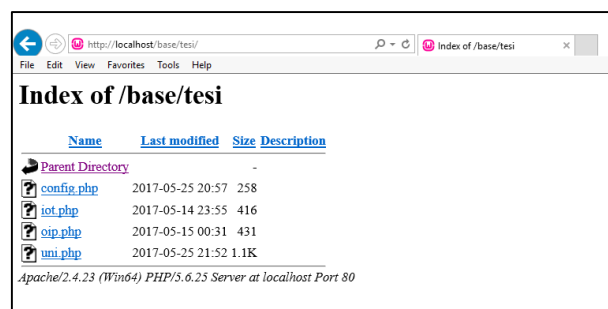 http://localhost/base/tesi/
Index of /base/tesi
File Edit View Favorites Tools Help
Index of /base/tesi
Name Last modified Size Description
Parent Directory -
config.php 2017-05-25 20:57 258
iot.php 2017-05-14 23:55 416
oip.php 2017-05-15 00:31 431
uni.php 2017-05-25 21:52 1.1K
Apache/2.4.23 (Win64) PHP/5.6.25 Server at localhost Port 80